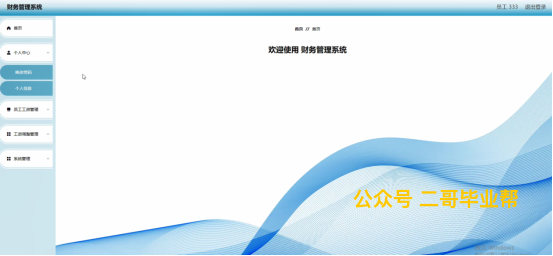 财务管理系统
员工 333 退出登录
首页
首页 // 首页
欢迎使用 财务管理系统
个人中心
修改密码
个人信息
员工工资管理
工资增酬管理
系统管理
公众号 二哥毕业帮